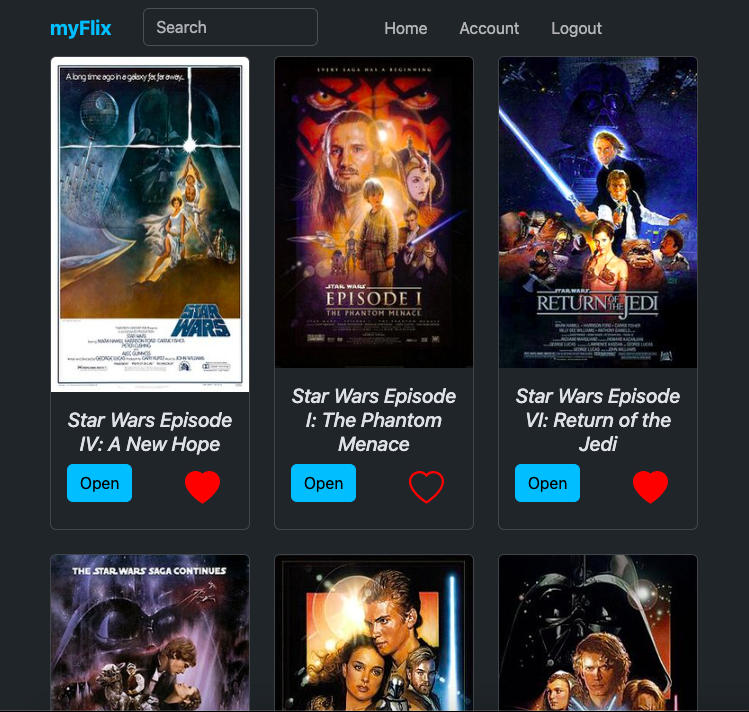 myFlix
Search
Home
Account
Logout
A long time ago in a galaxy far, far away...
STAR
WARS
EVERY SAGA HAS A BEGINNING
STAR WARS
EPISODE I
THE PHANTOM MENACE
STAR WARS
RETURN OF THE JEDI
Star Wars Episode
IV: A New Hope
Star Wars Episode
I: The Phantom
Menace
Star Wars Episode
VI: Return of the
Jedi
Open
Open
Open
THE STAR WARS SAGA CONTINUES